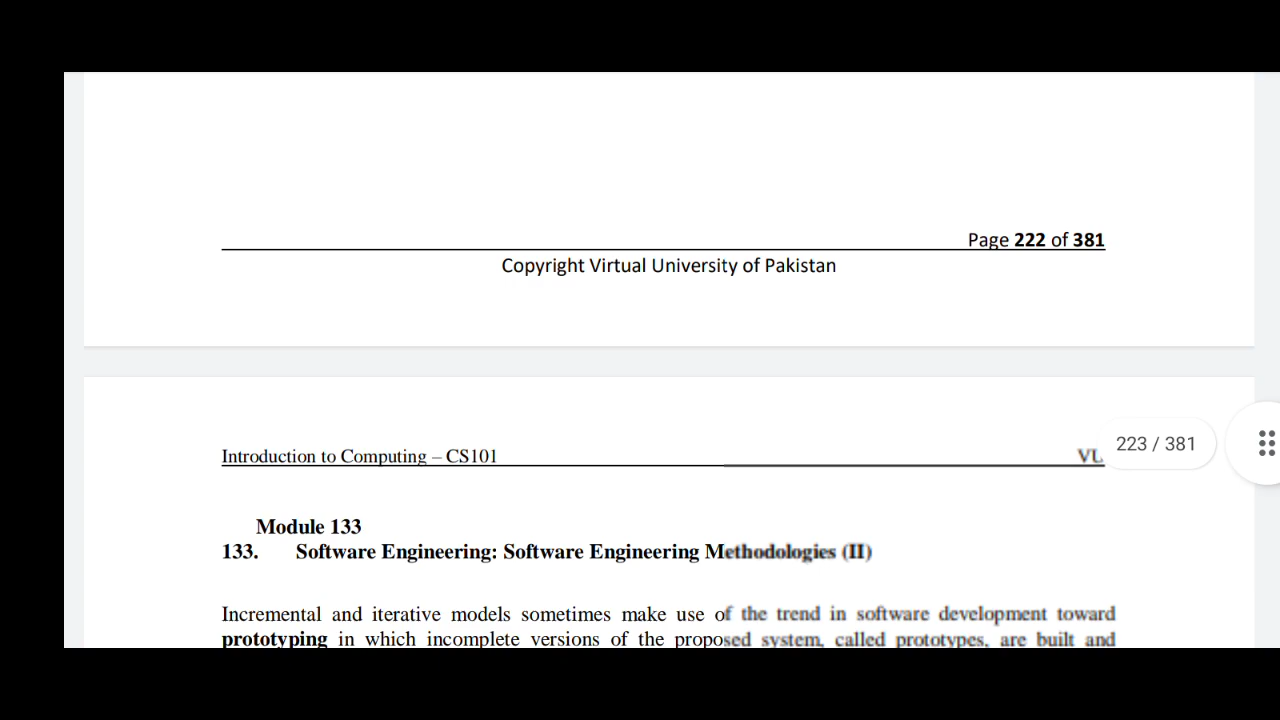 Page 222 of 381
Copyright Virtual University of Pakistan
Introduction to Computing – CS101
223 / 381
Module 133
133. Software Engineering: Software Engineering Methodologies (II)
Incremental and iterative models sometimes make use of the trend in software development toward
prototyping in which incomplete versions of the proposed system, called prototypes, are built and